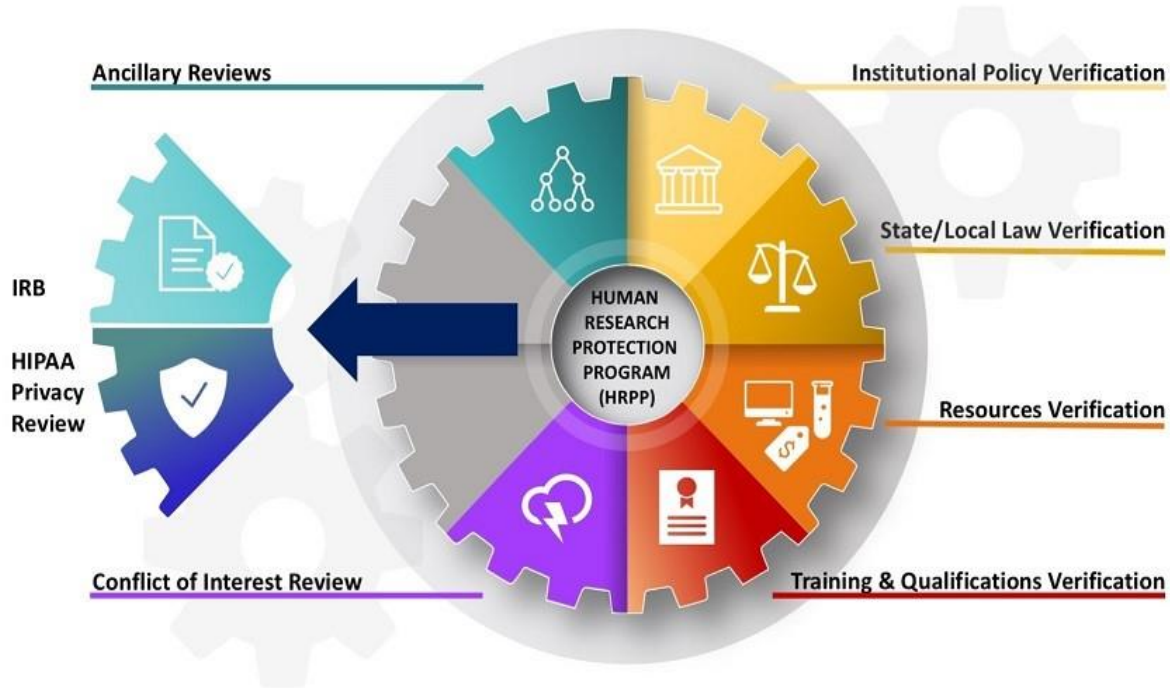 Ancillary Reviews
Institutional Policy Verification
State/Local Law Verification
IRB
HIPAA
Privacy
Review
HUMAN
RESEARCH
PROTECTION
PROGRAM
(HRPP)
$
Resources Verification
Conflict of Interest Review
Training & Qualifications Verification